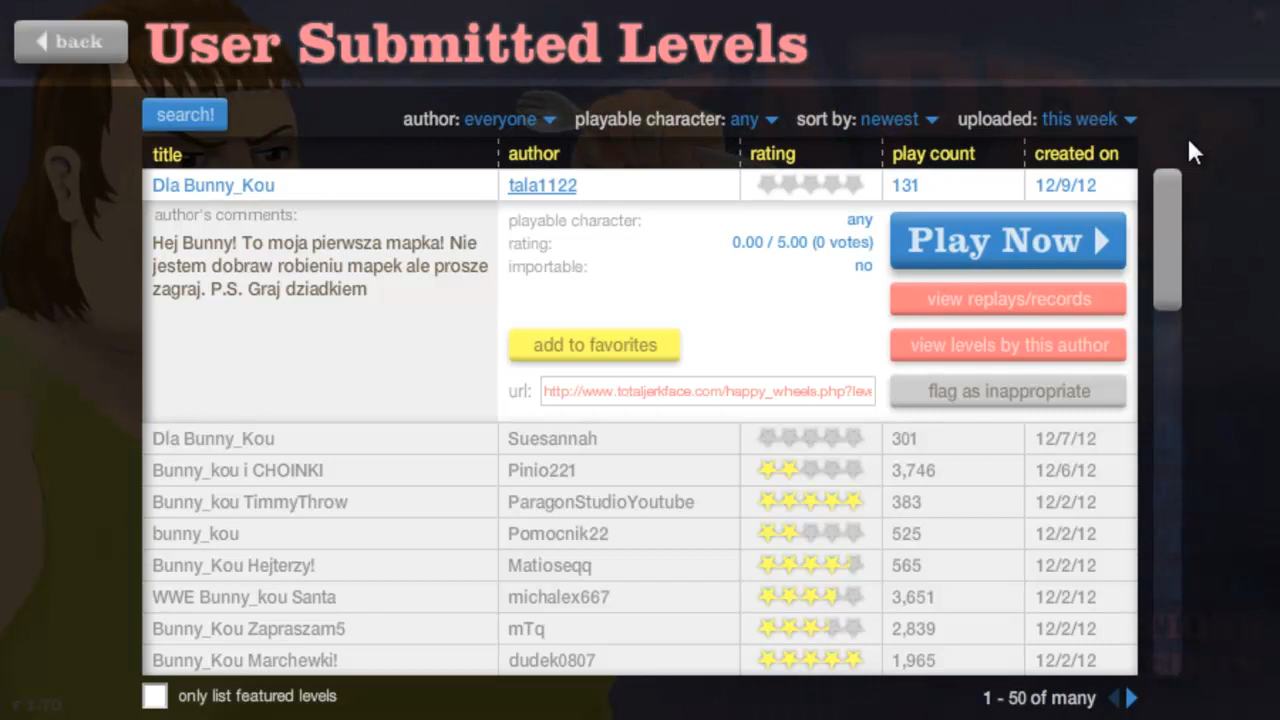 back
User Submitted Levels
search!
author: everyone playable character: any sort by: newest uploaded: this week
title author rating play count created on
Dla Bunny_Kou tala1122 131 12/9/12
author's comments:
Hej Bunny! To moja pierwsza mapka! Nie
jestem dobraw robieniu mapek ale prosze
zagraj. P.S. Graj dziadkiem
playable character: any
rating: 0.00 / 5.00 (0 votes)
importable: no
add to favorites
url: http://www.totaljerkface.com/happy_wheels.php?leve
Play Now
view replays/records
view levels by this author
flag as inappropriate
Dla Bunny_Kou Suesannah 301 12/7/12
Bunny_kou i CHOINKI Pinio221 3,746 12/6/12
Bunny_kou TimmyThrow ParagonStudioYoutube 383 12/2/12
bunny_kou Pomocnik22 525 12/2/12
Bunny_Kou Hejterzy! Matioseqq 565 12/2/12
WWE Bunny_kou Santa michalex667 3,651 12/2/12
Bunny_Kou Zapraszam5 mTq 2,839 12/2/12
Bunny_Kou Marchewki! dudek0807 1,965 12/2/12
only list featured levels
1 - 50 of many